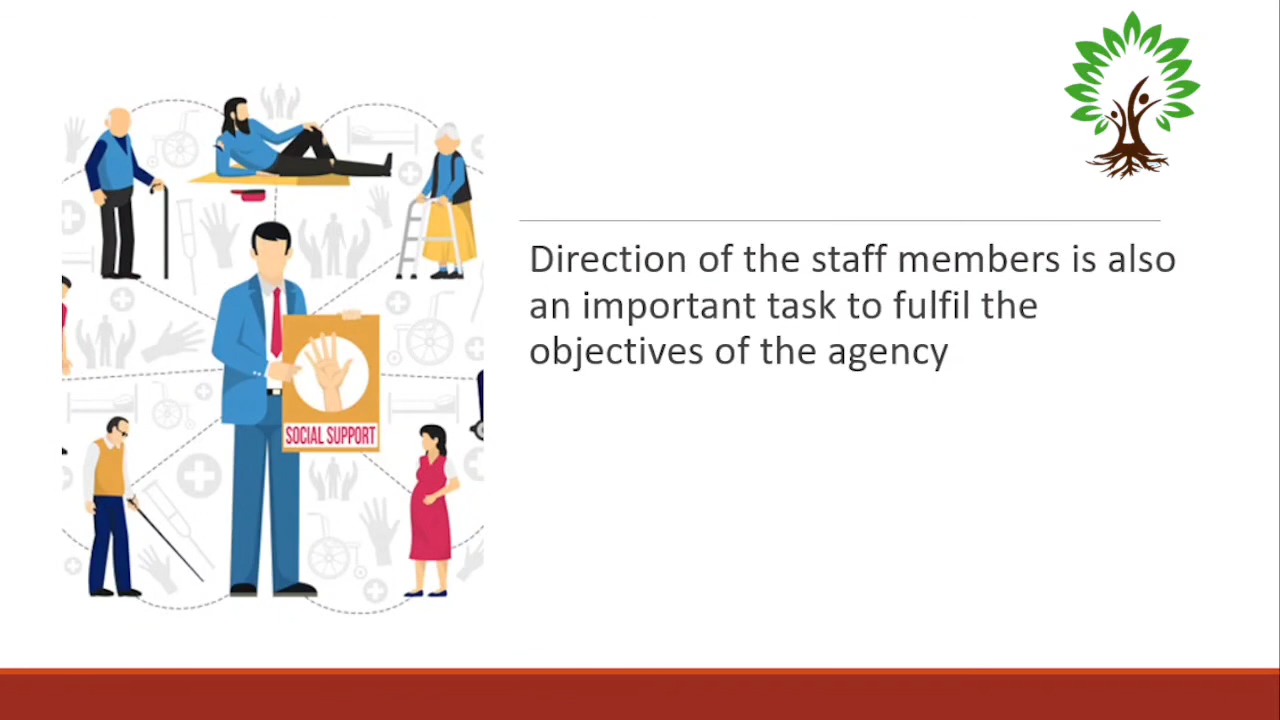 SOCIAL SUPPORT
Direction of the staff members is also
an important task to fulfil the
objectives of the agency